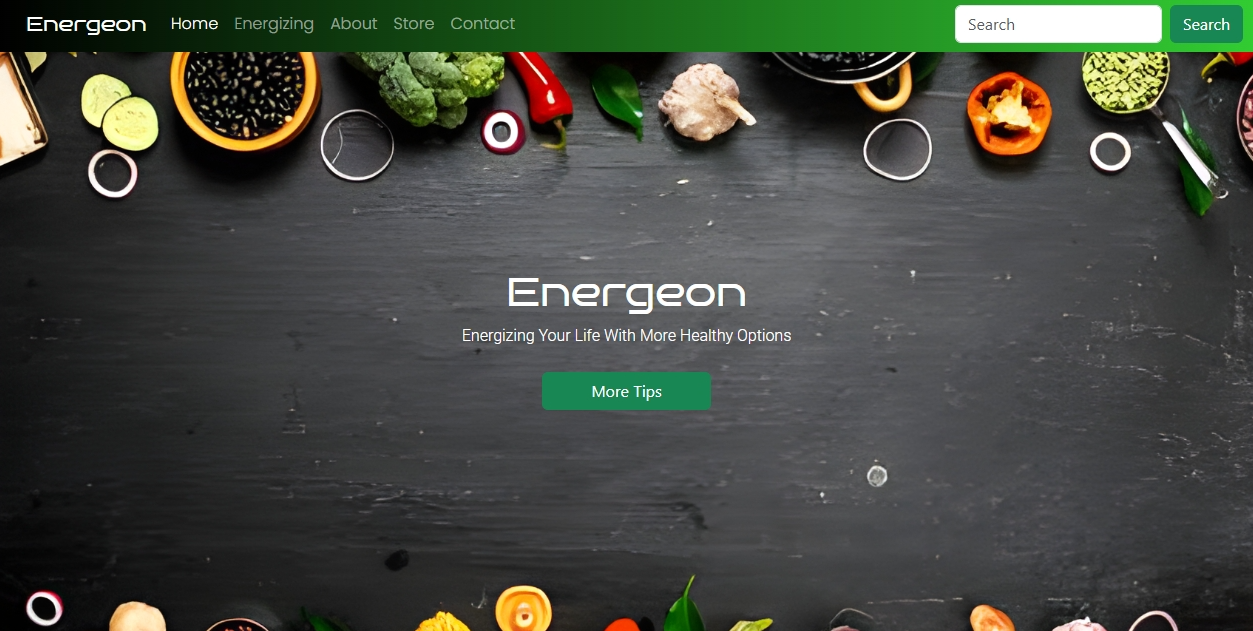 Energeon Home Energizing About Store Contact Search Search
Energeon
Energizing Your Life With More Healthy Options
More Tips